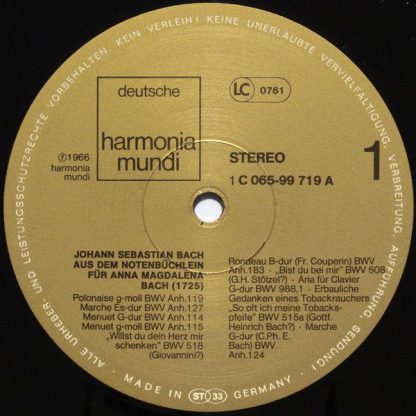 ALLE URHEBER- UND LEISTUNGSSCHUTZRECHTE VORBEHALTEN. KEIN VERLEIH! KEINE UNERLAUBTE VERVIELFÄLTIGUNG, VERMIETUNG, AUFFÜHRUNG, SENDUNG!
deutsche
harmonia
mundi
LC 0761
Ⓟ1966
harmonia
mundi
STEREO
1 C 065-99 719 A
1
JOHANN SEBASTIAN BACH
AUS DEM NOTENBÜCHLEIN
FÜR ANNA MAGDALENA
BACH (1725)
Polonaise g-moll BWV Anh.119
Marche Es-dur BWV Anh.127
Menuet G-dur BWV Anh.114
Menuet g-moll BWV Anh.115
„Willst du dein Herz mir
schenken" BWV 518
(Giovannini?)
Rondeau B-dur (Fr. Couperin) BWV
Anh.183 · „Bist du bei mir" BWV 508
(G.H. Stölzel?) · Aria für Clavier
G-dur BWV 988,1 · Erbauliche
Gedanken eines Tobackrauchers
„So oft ich meine Tobacks-
pfeife" BWV 515a (Gottf.
Heinrich Bach?) · Marche
G-dur (C.Ph. E.
Bach) BWV
Anh.124
MADE IN GERMANY
ST 33